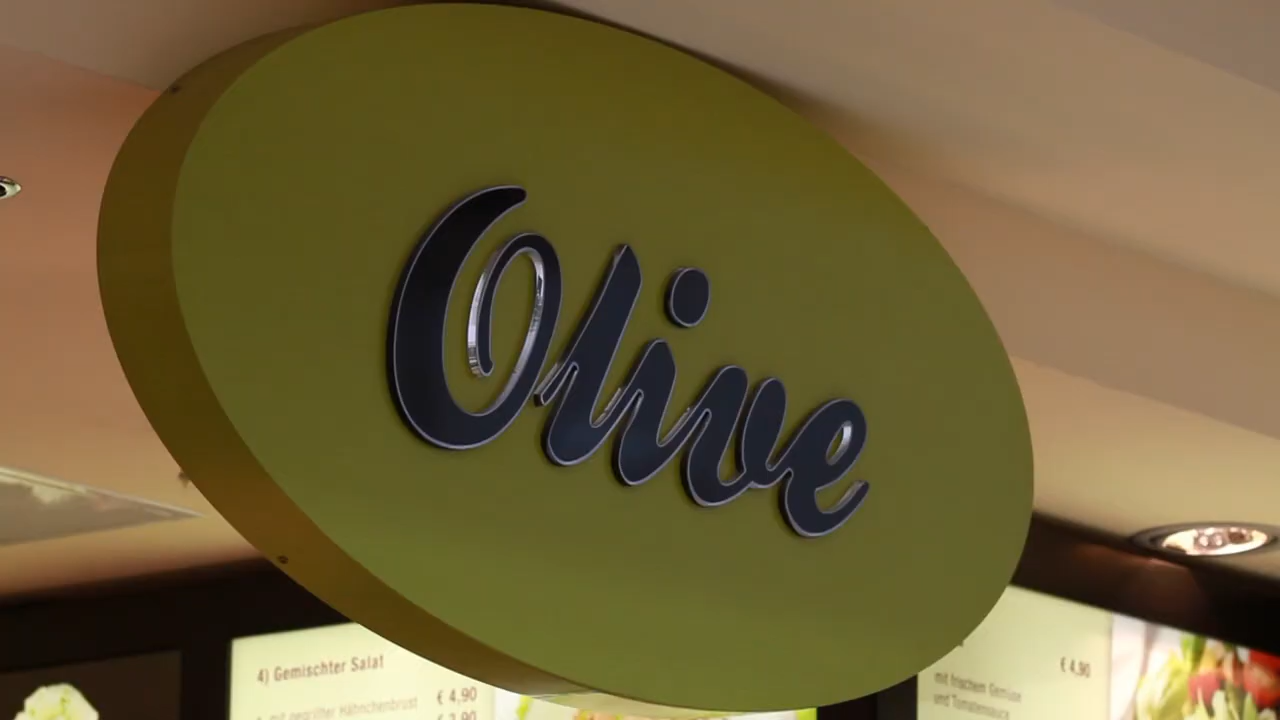 Olive
4) Gemischter Salat
€ 4,90
mit gegrillter Hähnchenbrust
€ 4,90
mit frischem Gemüse
und Tomatensauce